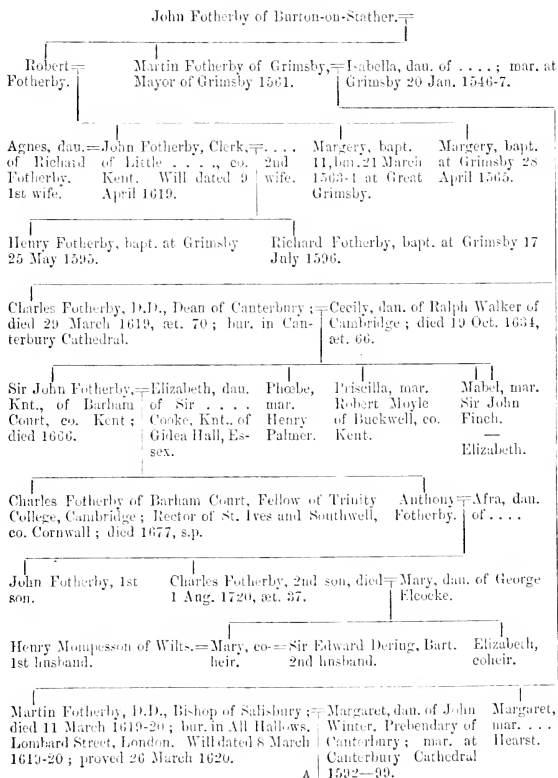 John Fotherby of Burton-on-Stather.
Robert Fotherby.
Martin Fotherby of Grimsby,
Mayor of Grimsby 1561.
Isabella, dau. of . . . . ; mar. at
Grimsby 20 Jan. 1546-7.
Agnes, dau.
of Richard
Fotherby.
1st wife.
John Fotherby, Clerk,
of Little . . . ., co.
Kent. Will dated 9
April 1619.
. . . .
2nd
wife.
Margery, bapt.
11, bur. 21 March
1563-4 at Great
Grimsby.
Margery, bapt.
at Grimsby 28
April 1565.
Henry Fotherby, bapt. at Grimsby
25 May 1595.
Richard Fotherby, bapt. at Grimsby 17
July 1596.
Charles Fotherby, D.D., Dean of Canterbury ;
died 29 March 1619, æt. 70 ; bur. in Can-
terbury Cathedral.
Cecily, dau. of Ralph Walker of
Cambridge ; died 19 Oct. 1634,
æt. 66.
Sir John Fotherby,
Knt., of Barham
Court, co. Kent ;
died 1666.
Elizabeth, dau.
of Sir . . . .
Cooke, Knt., of
Gidea Hall, Es-
sex.
Phœbe,
mar.
Henry
Palmer.
Priscilla, mar.
Robert Moyle
of Buckwell, co.
Kent.
Mabel, mar.
Sir John
Finch.
—
Elizabeth.
Charles Fotherby of Barham Court, Fellow of Trinity
College, Cambridge ; Rector of St. Ives and Southwell,
co. Cornwall ; died 1677, s.p.
Anthony
Fotherby.
Afra, dau.
of . . . .
John Fotherby, 1st
son.
Charles Fotherby, 2nd son, died
1 Aug. 1720, æt. 37.
Mary, dau. of George
Elcocke.
Henry Mompesson of Wilts.
1st husband.
Mary, co-
heir.
Sir Edward Dering, Bart.
2nd husband.
Elizabeth,
coheir.
Martin Fotherby, D.D., Bishop of Salisbury ;
died 11 March 1619-20 ; bur. in All Hallows,
Lombard Street, London. Will dated 8 March
1619-20 ; proved 26 March 1620.
Margaret, dau. of John
Winter, Prebendary of
Canterbury ; mar. at
Canterbury Cathedral
1592—99.
Margaret,
mar. . . .
Hearst.
A